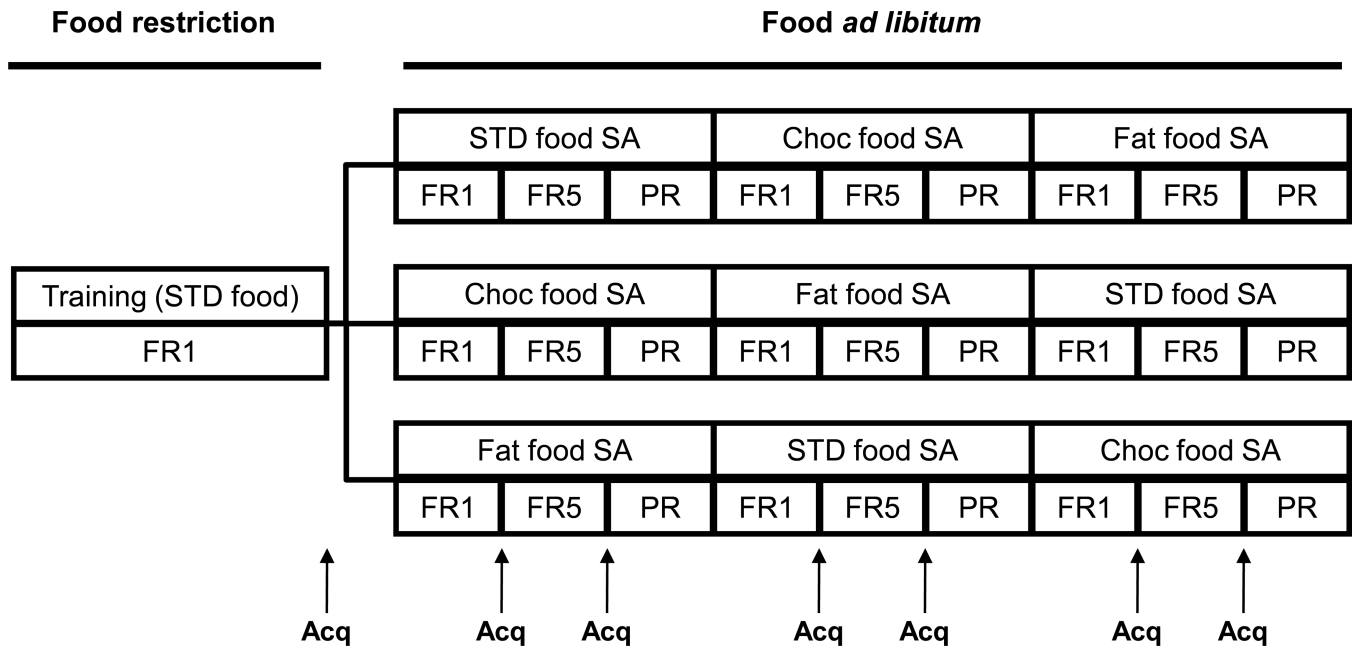 Food restriction
Food ad libitum
STD food SA Choc food SA Fat food SA
FR1 FR5 PR FR1 FR5 PR FR1 FR5 PR
Training (STD food)
FR1
Choc food SA Fat food SA STD food SA
FR1 FR5 PR FR1 FR5 PR FR1 FR5 PR
Fat food SA STD food SA Choc food SA
FR1 FR5 PR FR1 FR5 PR FR1 FR5 PR
Acq Acq Acq Acq Acq Acq Acq